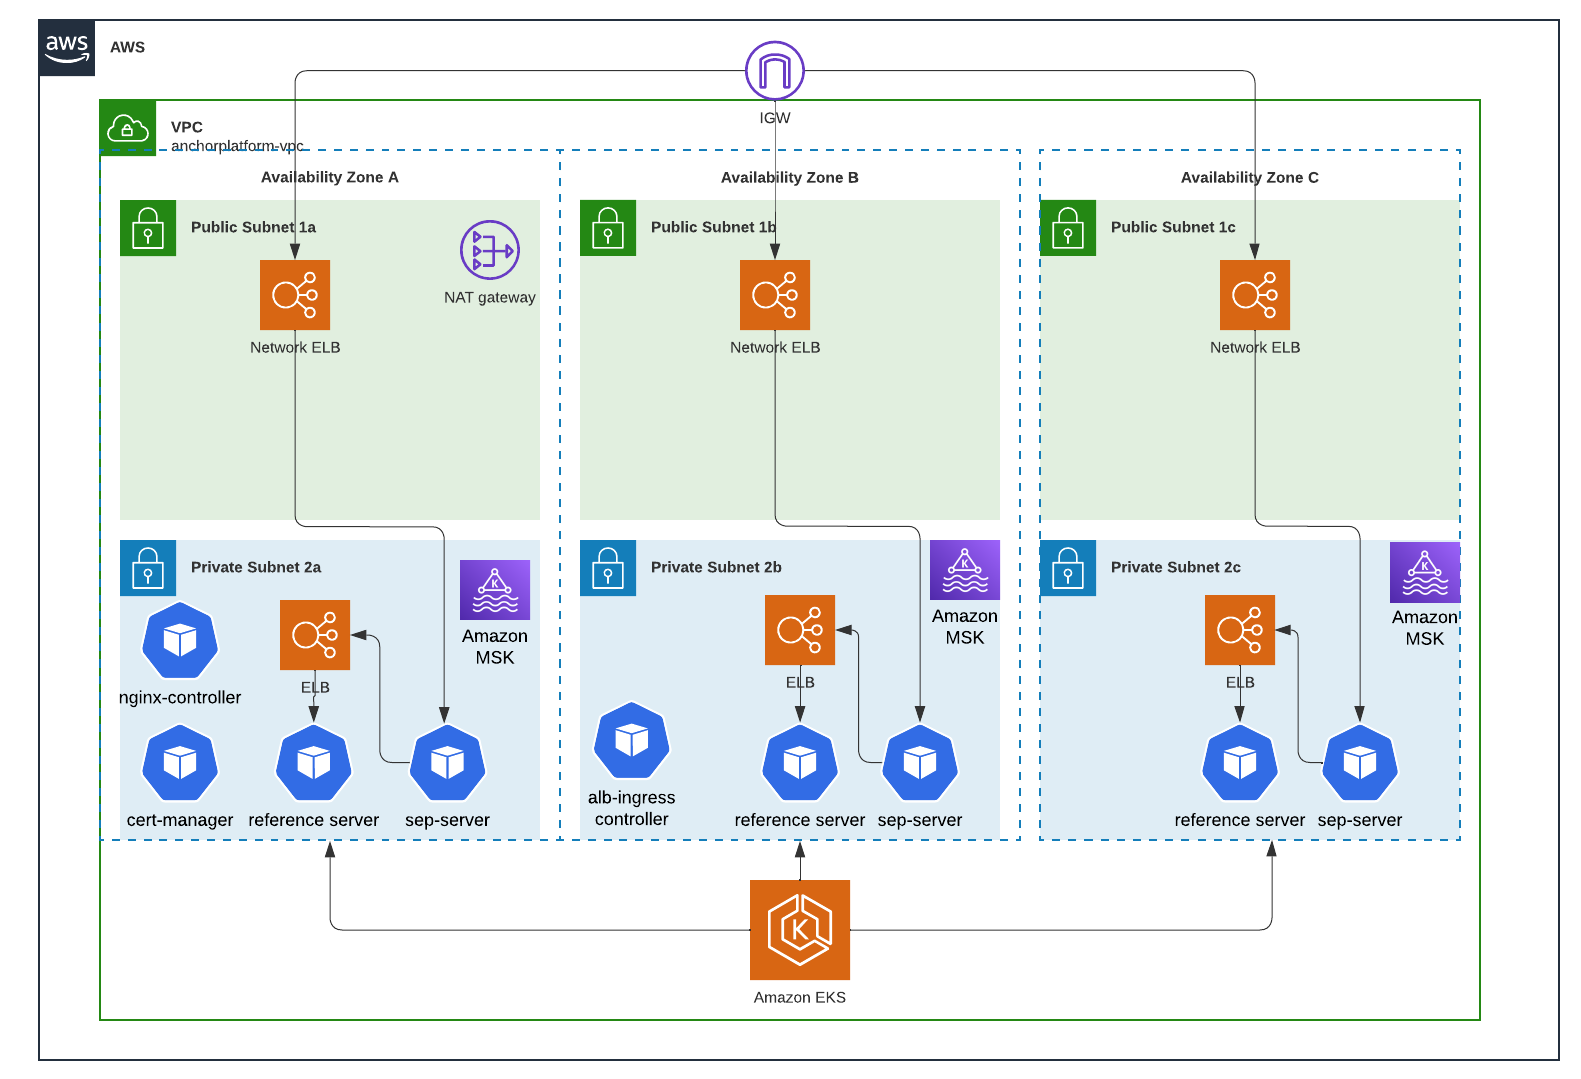 aws
AWS
IGW
VPC
anchorplatform-vpc
Availability Zone A
Availability Zone B
Availability Zone C
Public Subnet 1a
Public Subnet 1b
Public Subnet 1c
NAT gateway
Network ELB
Network ELB
Network ELB
Private Subnet 2a
Private Subnet 2b
Private Subnet 2c
K
Amazon
MSK
K
Amazon
MSK
K
Amazon
MSK
nginx-controller
ELB
ELB
ELB
alb-ingress
controller
cert-manager
reference server
sep-server
reference server
sep-server
reference server
sep-server
K
Amazon EKS